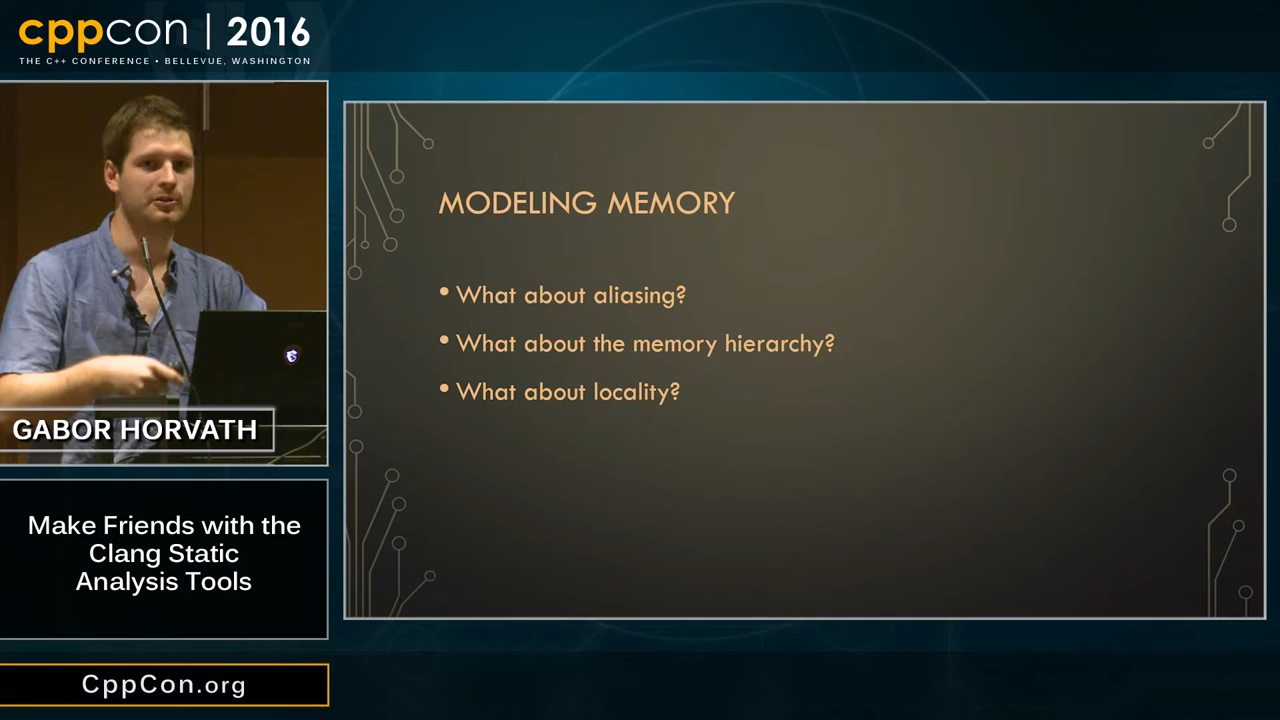 cppcon | 2016
THE C++ CONFERENCE • BELLEVUE, WASHINGTON
GABOR HORVATH
Make Friends with the
Clang Static
Analysis Tools
CppCon.org
MODELING MEMORY
• What about aliasing?
• What about the memory hierarchy?
• What about locality?